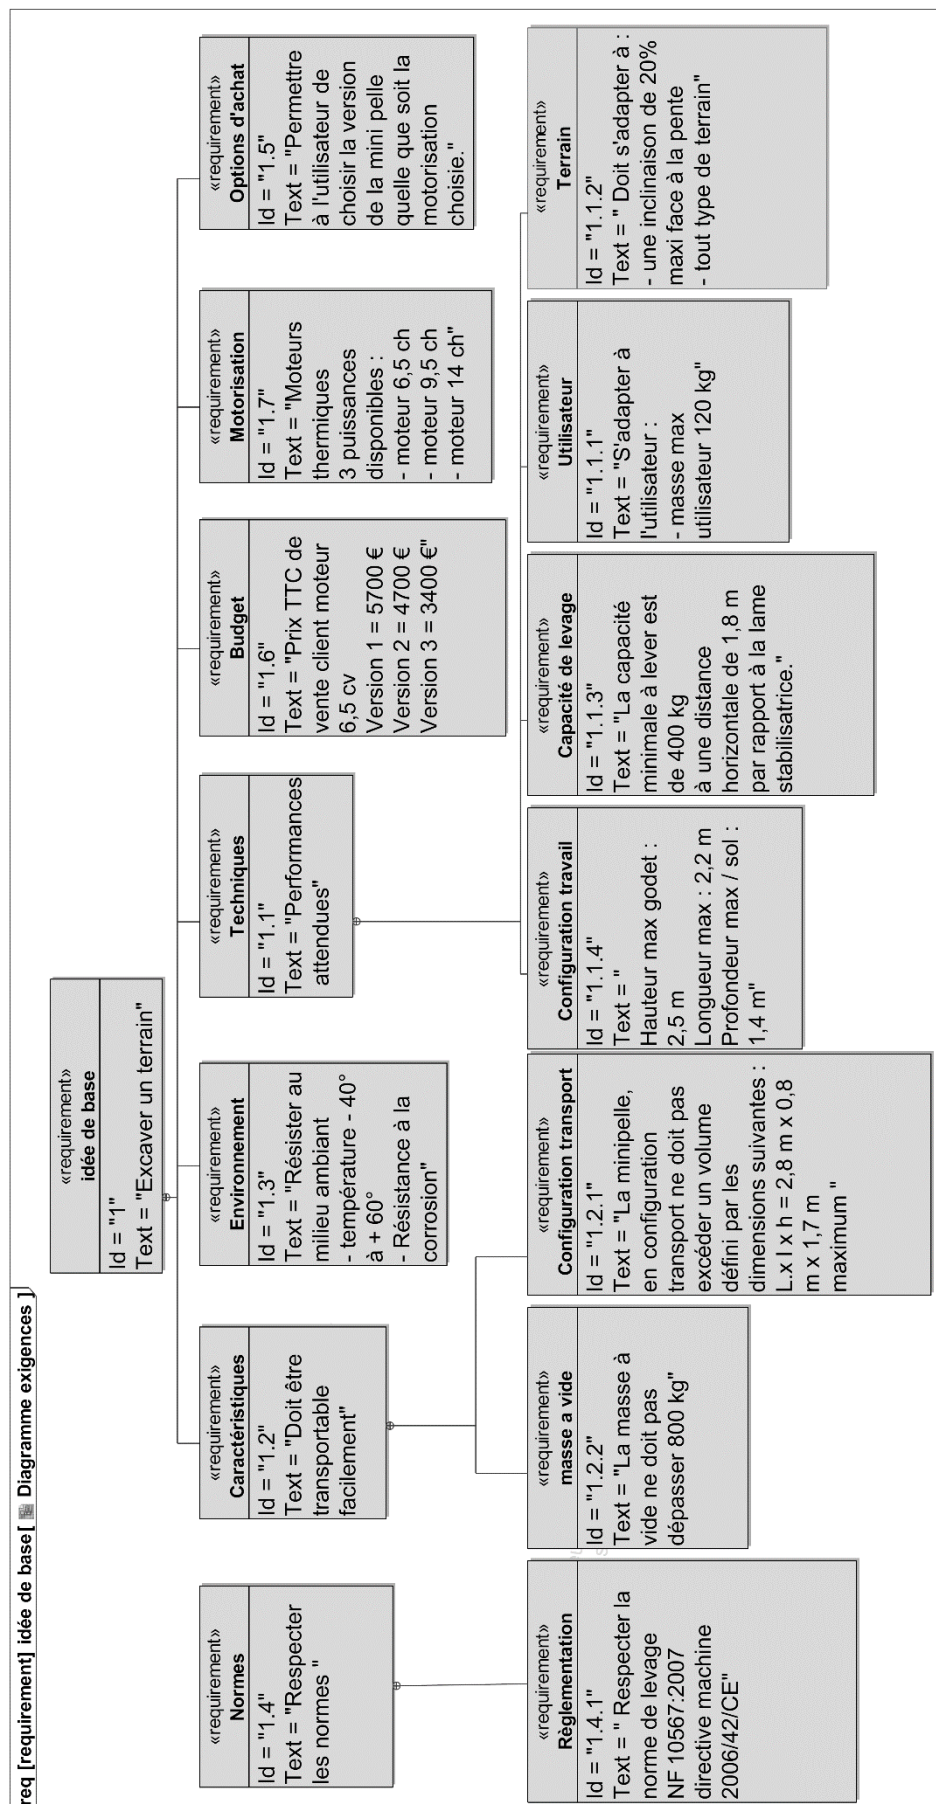 req [requirement] idée de base[ Diagramme exigences ]
«requirement»
idée de base
Id = "1"
Text = "Excaver un terrain"
«requirement»
Normes
Id = "1.4"
Text = "Respecter
les normes "
«requirement»
Caractéristiques
Id = "1.2"
Text = "Doit être
transportable
facilement"
«requirement»
Environnement
Id = "1.3"
Text = "Résister au
milieu ambiant
- température - 40°
à + 60°
- Résistance à la
corrosion"
«requirement»
Techniques
Id = "1.1"
Text = "Performances
attendues"
«requirement»
Budget
Id = "1.6"
Text = "Prix TTC de
vente client moteur
6,5 cv
Version 1 = 5700 €
Version 2 = 4700 €
Version 3 = 3400 €"
«requirement»
Motorisation
Id = "1.7"
Text = "Moteurs
thermiques
3 puissances
disponibles :
- moteur 6,5 ch
- moteur 9,5 ch
- moteur 14 ch"
«requirement»
Options d'achat
Id = "1.5"
Text = "Permettre
à l'utilisateur de
choisir la version
de la mini pelle
quelle que soit la
motorisation
choisie."
«requirement»
Règlementation
Id = "1.4.1"
Text = " Respecter la
norme de levage
NF 10567:2007
directive machine
2006/42/CE"
«requirement»
masse a vide
Id = "1.2.2"
Text = "La masse à
vide ne doit pas
dépasser 800 kg"
«requirement»
Configuration transport
Id = "1.2.1"
Text = "La minipelle,
en configuration
transport ne doit pas
excéder un volume
défini par les
dimensions suivantes :
L.x l x h = 2,8 m x 0,8
m x 1,7 m
maximum "
«requirement»
Configuration travail
Id = "1.1.4"
Text = "
Hauteur max godet :
2,5 m
Longueur max : 2,2 m
Profondeur max / sol :
1,4 m"
«requirement»
Capacité de levage
Id = "1.1.3"
Text = "La capacité
minimale à lever est
de 400 kg
à une distance
horizontale de 1,8 m
par rapport à la lame
stabilisatrice."
«requirement»
Utilisateur
Id = "1.1.1"
Text = "S'adapter à
l'utilisateur :
- masse max
utilisateur 120 kg"
«requirement»
Terrain
Id = "1.1.2"
Text = " Doit s'adapter à :
- une inclinaison de 20%
maxi face à la pente
- tout type de terrain"